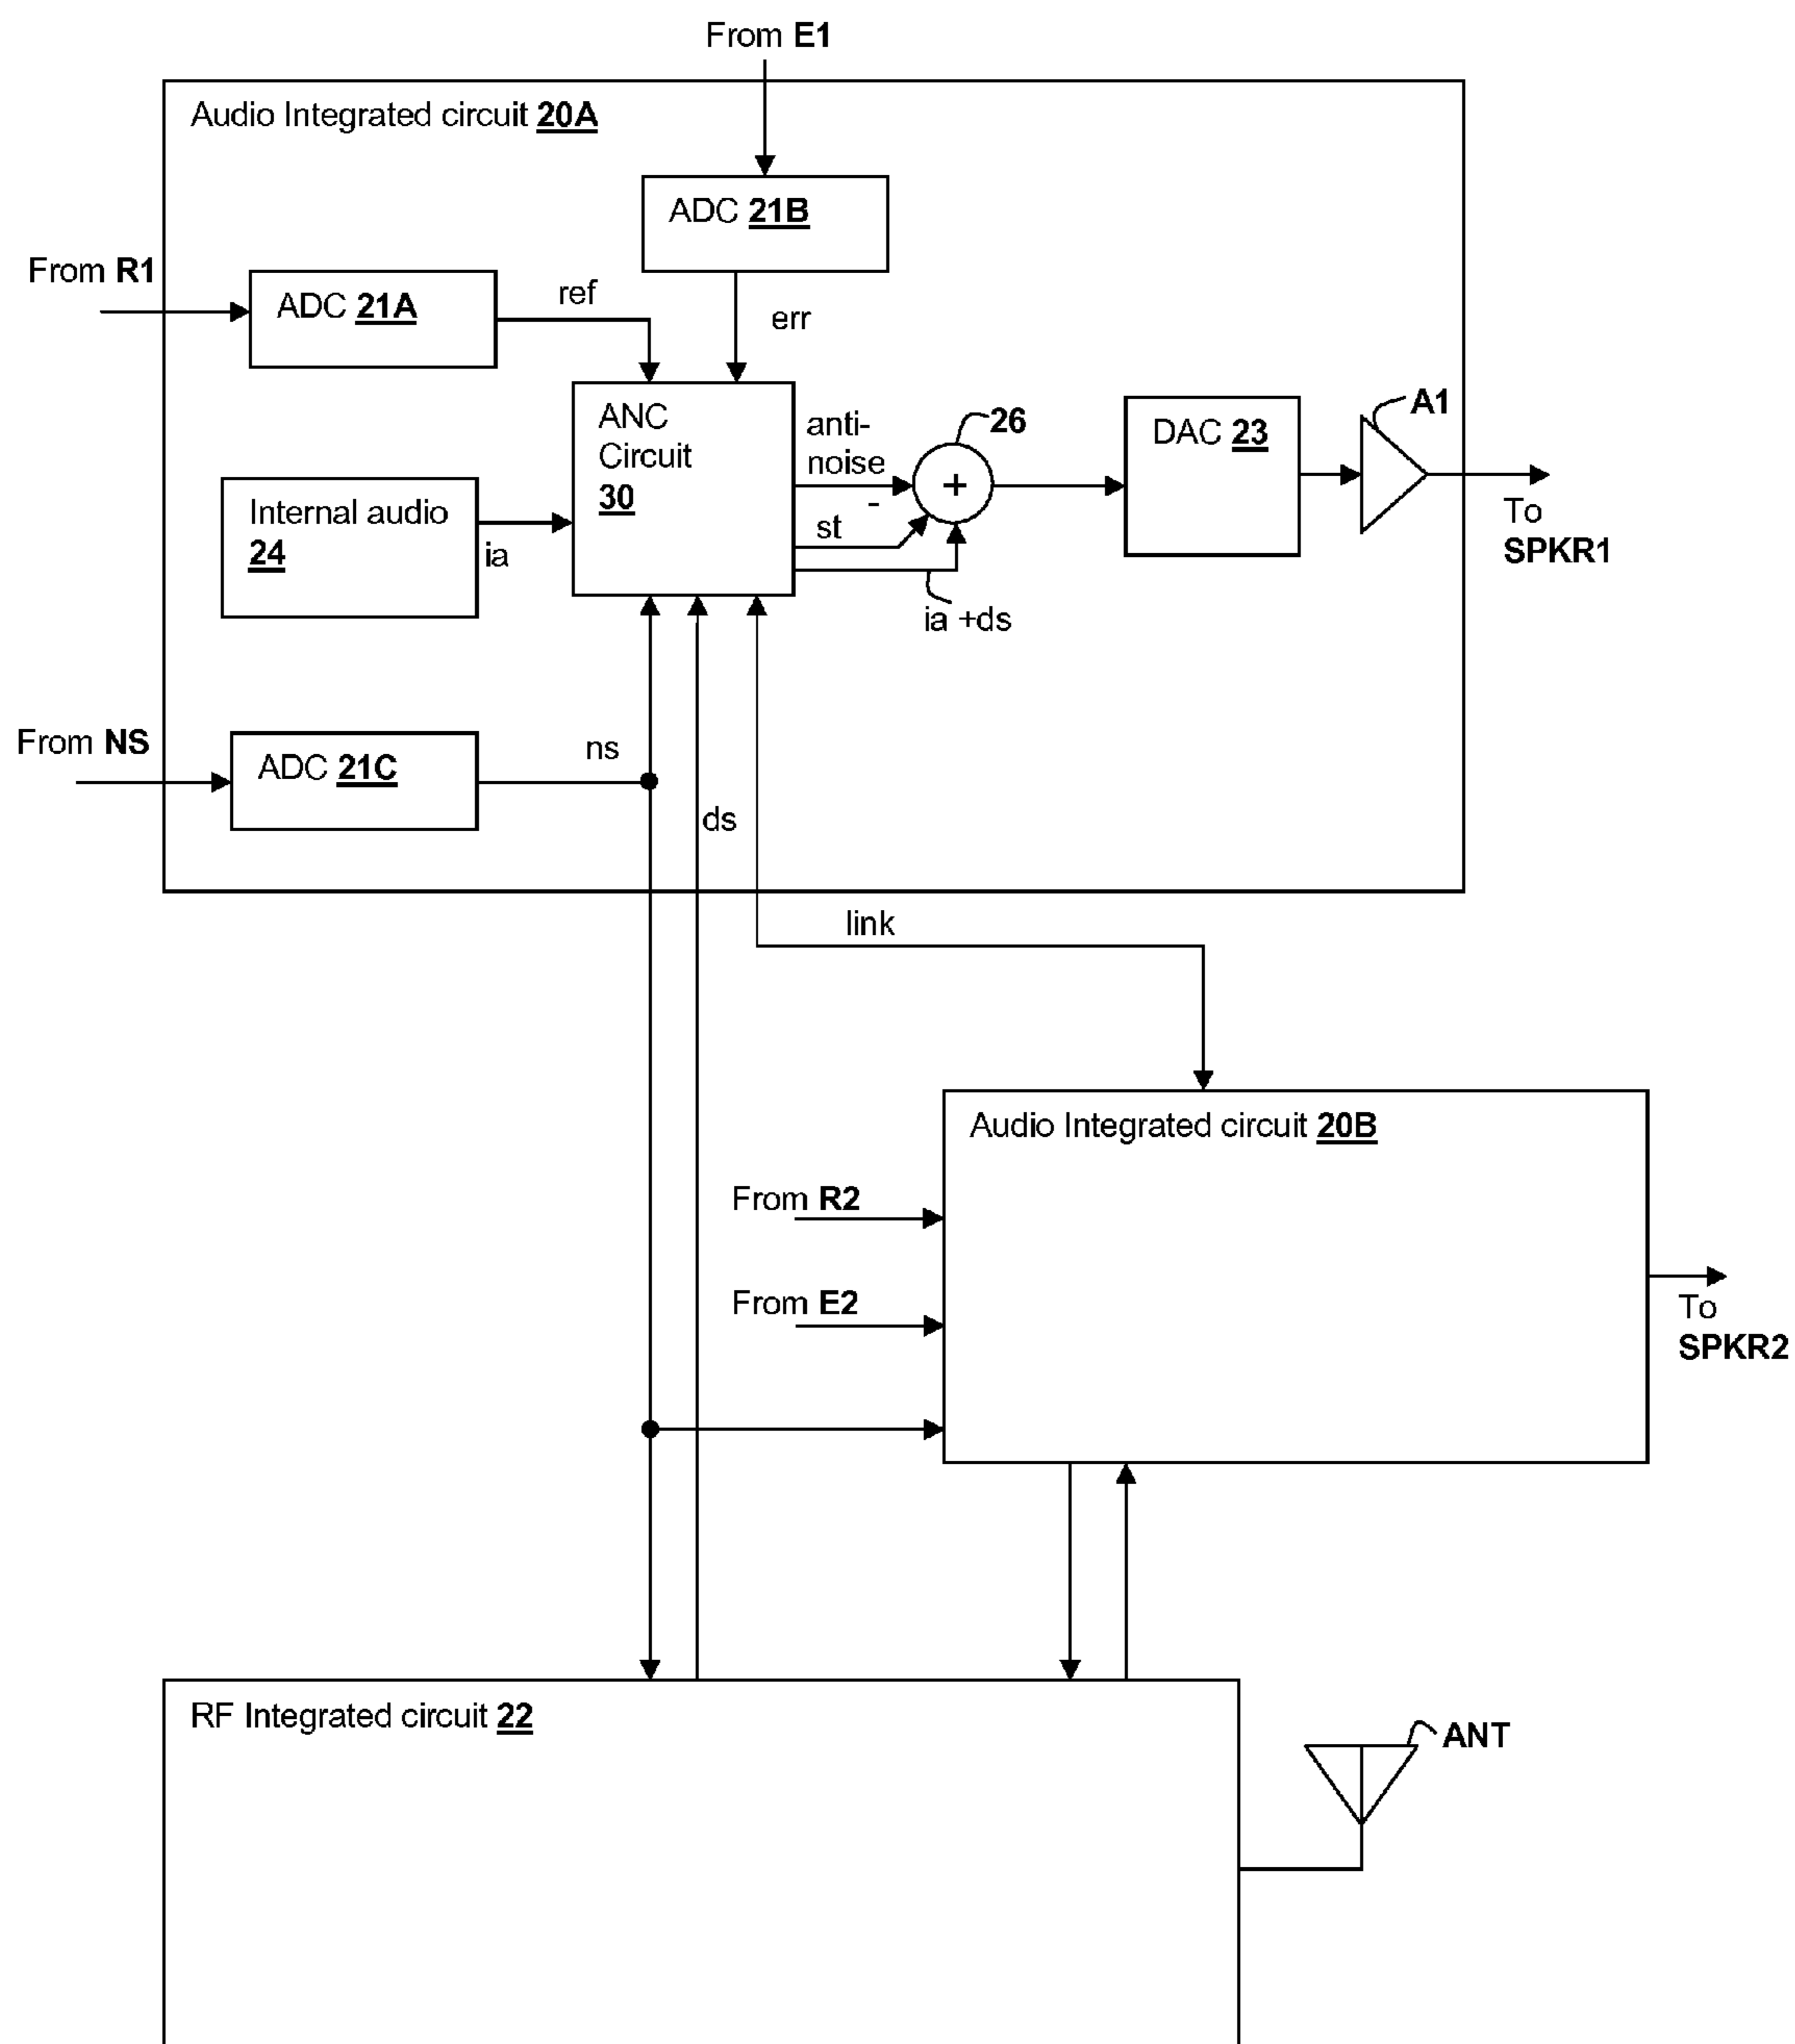 From E1
Audio Integrated circuit 20A
ADC 21B
From R1
ADC 21A
ref
err
ANC
Circuit
30
anti-
noise
-
26
+
DAC 23
A1
Internal audio
24
ia
st
ia +ds
To
SPKR1
From NS
ADC 21C
ns
ds
link
Audio Integrated circuit 20B
From R2
From E2
To
SPKR2
RF Integrated circuit 22
ANT